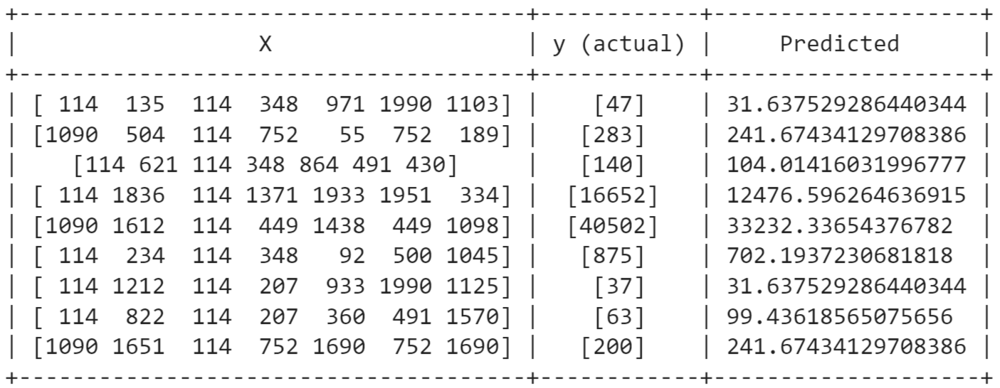 +--------------------------------------+------------+--------------------+
|                  X                   | y (actual) |     Predicted      |
+--------------------------------------+------------+--------------------+
| [ 114  135  114  348  971 1990 1103] |    [47]    | 31.637529286440344 |
| [1090  504  114  752   55  752  189] |   [283]    | 241.67434129708386 |
|    [114 621 114 348 864 491 430]     |   [140]    | 104.01416031996777 |
| [ 114 1836  114 1371 1933 1951  334] |  [16652]   | 12476.596264636915 |
| [1090 1612  114  449 1438  449 1098] |  [40502]   | 33232.33654376782  |
| [ 114  234  114  348   92  500 1045] |   [875]    | 702.1937230681818  |
| [ 114 1212  114  207  933 1990 1125] |    [37]    | 31.637529286440344 |
| [ 114  822  114  207  360  491 1570] |    [63]    | 99.43618565075656  |
| [1090 1651  114  752 1690  752 1690] |   [200]    | 241.67434129708386 |
+--------------------------------------+------------+--------------------+